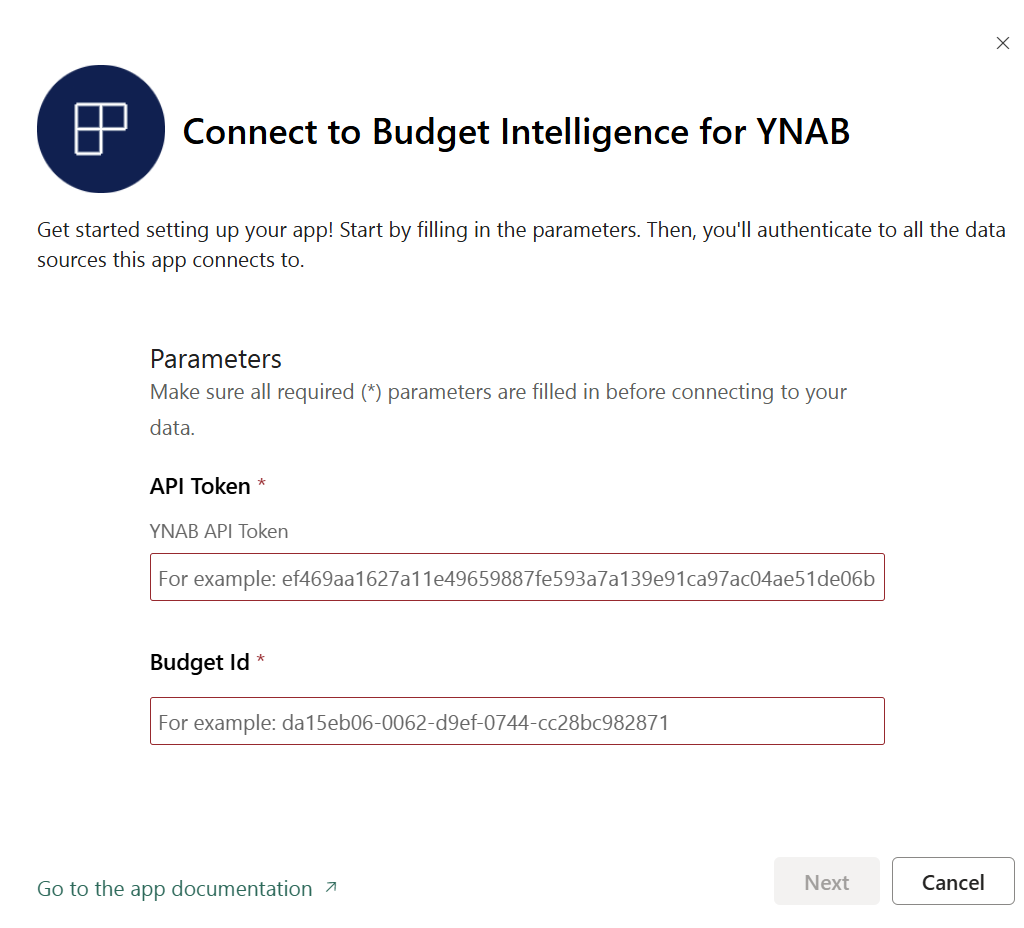 Connect to Budget Intelligence for YNAB
Get started setting up your app! Start by filling in the parameters. Then, you'll authenticate to all the data
sources this app connects to.
Parameters
Make sure all required (*) parameters are filled in before connecting to your
data.
API Token *
YNAB API Token
For example: ef469aa1627a11e49659887fe593a7a139e91ca97ac04ae51de06b
Budget Id *
For example: da15eb06-0062-d9ef-0744-cc28bc982871
Go to the app documentation ↗
Next
Cancel